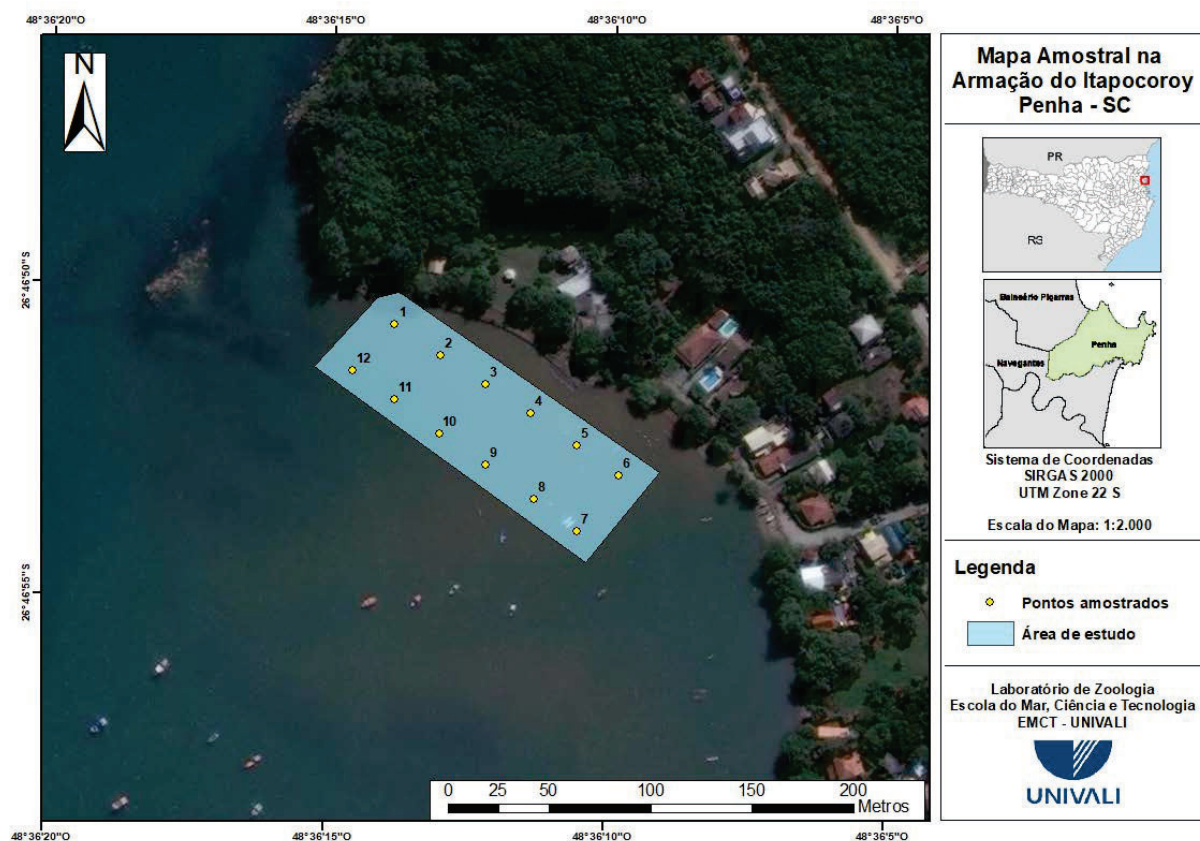 48°36'20"O
48°36'15"O
48°36'10"O
48°36'5"O
N
26°46'50"S
26°46'55"S
1
2
3
4
5
6
7
8
9
10
11
12
0 25 50 100 150 200
Metros
48°36'20"O
48°36'15"O
48°36'10"O
48°36'5"O
Mapa Amostral na
Armação do Itapocoroy
Penha - SC
PR
RS
Balneário Piçarras
Penha
Navegantes
Sistema de Coordenadas
SIRGAS 2000
UTM Zone 22 S
Escala do Mapa: 1:2.000
Legenda
Pontos amostrados
Área de estudo
Laboratório de Zoologia
Escola do Mar, Ciência e Tecnologia
EMCT - UNIVALI
UNIVALI